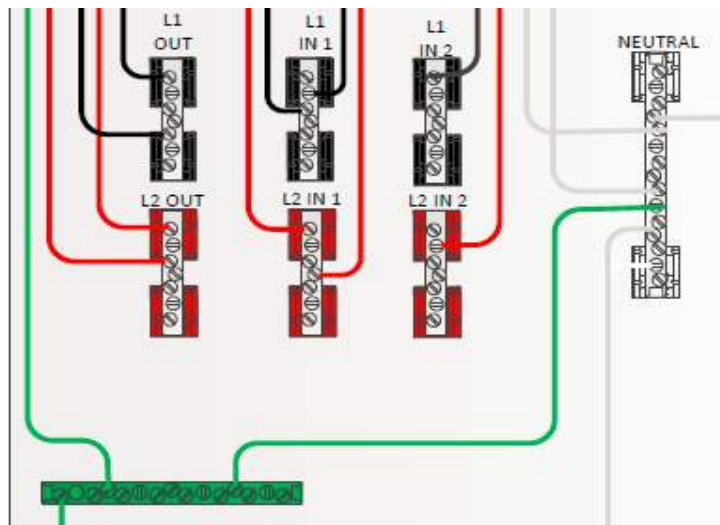 L1
OUT
L1
IN 1
L1
IN 2
NEUTRAL
L2 OUT
L2 IN 1
L2 IN 2